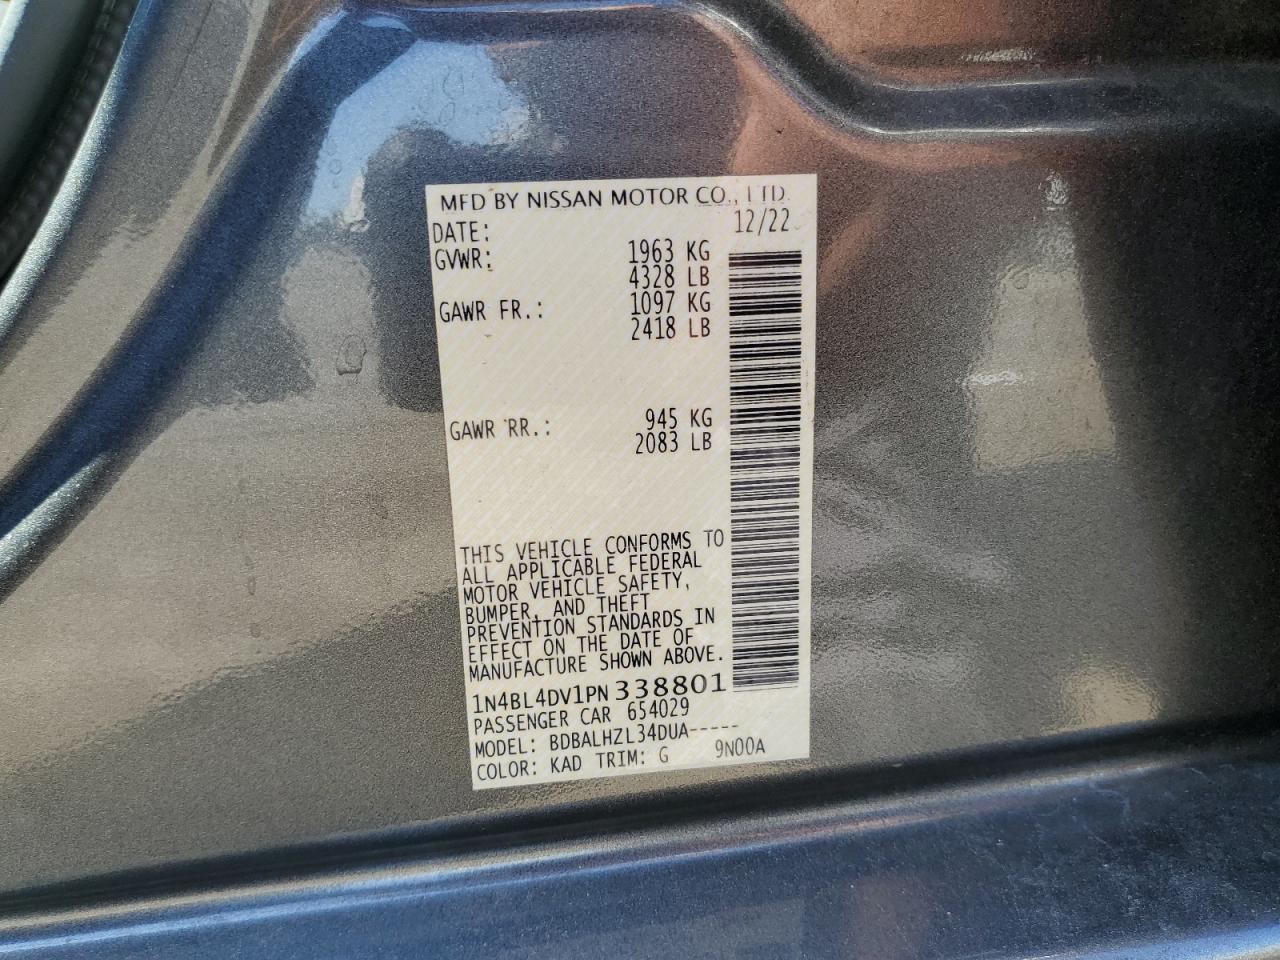 MFD BY NISSAN MOTOR CO., LTD.
DATE: 12/22
GVWR: 1963 KG
4328 LB
GAWR FR.: 1097 KG
2418 LB
GAWR RR.: 945 KG
2083 LB
THIS VEHICLE CONFORMS TO
ALL APPLICABLE FEDERAL
MOTOR VEHICLE SAFETY,
BUMPER, AND THEFT
PREVENTION STANDARDS IN
EFFECT ON THE DATE OF
MANUFACTURE SHOWN ABOVE.
1N4BL4DV1PN338801
PASSENGER CAR 654029
MODEL: BDBALHZL34DUA-----
COLOR: KAD TRIM: G 9N00A